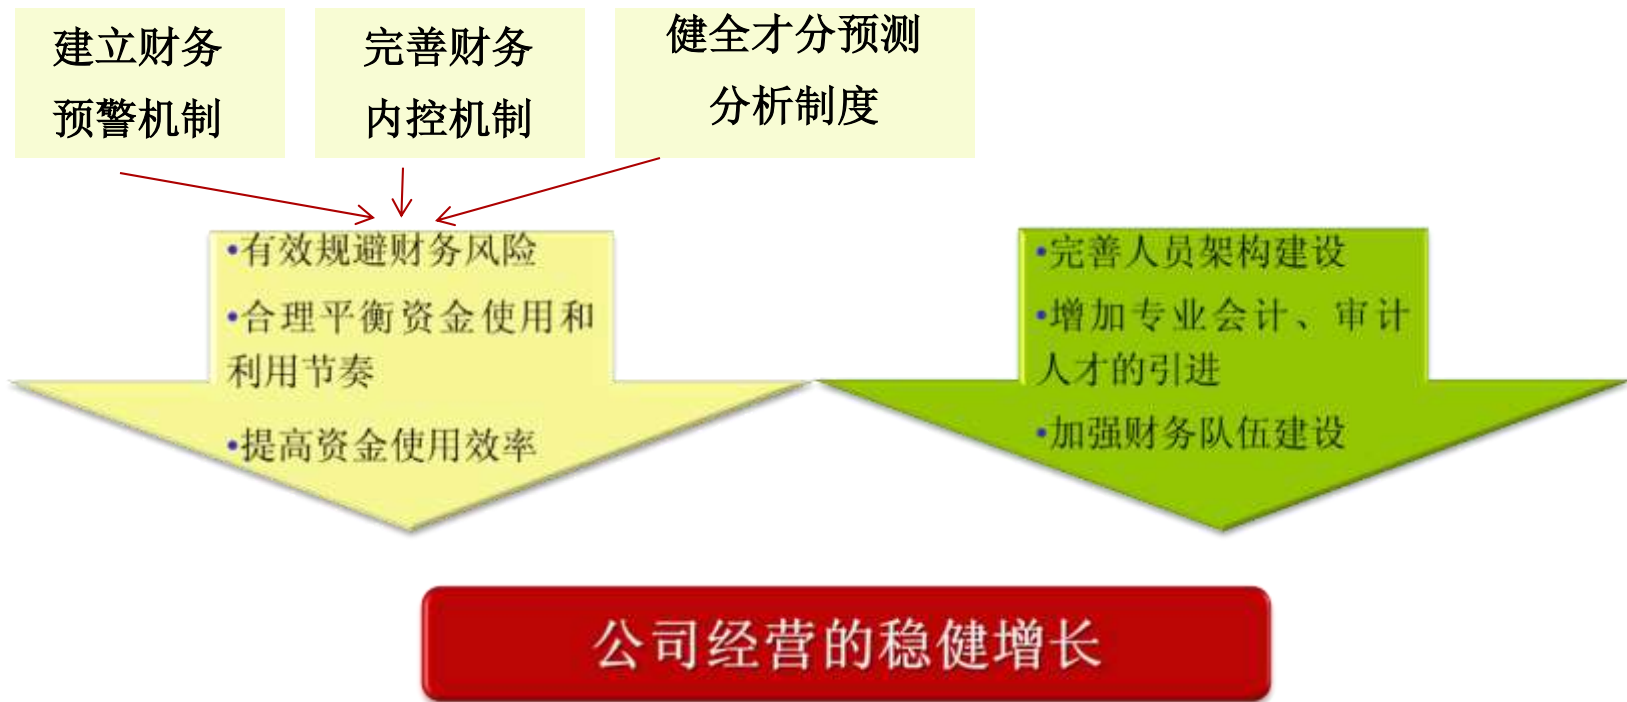 建立财务
预警机制
完善财务
内控机制
健全才分预测
分析制度
•有效规避财务风险
•合理平衡资金使用和
利用节奏
•提高资金使用效率
•完善人员架构建设
•增加专业会计、审计
人才的引进
•加强财务队伍建设
公司经营的稳健增长